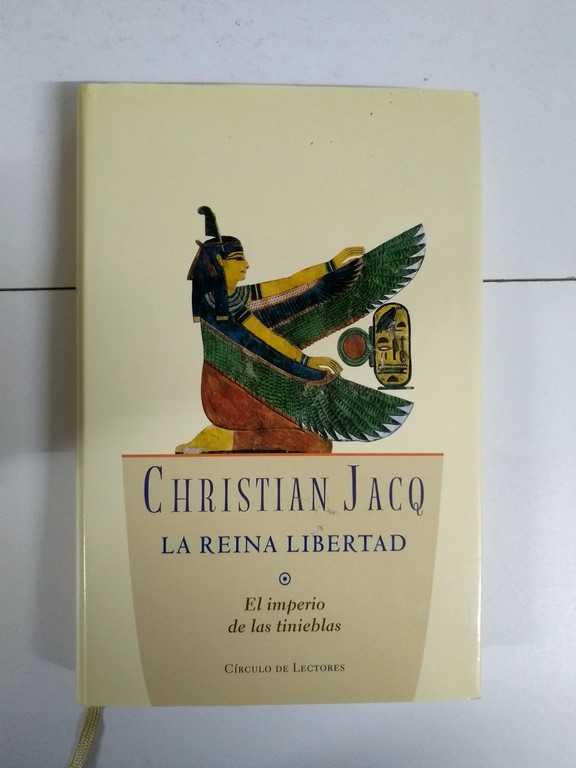 CHRISTIAN JACQ
LA REINA LIBERTAD
El imperio
de las tinieblas
CÍRCULO DE LECTORES